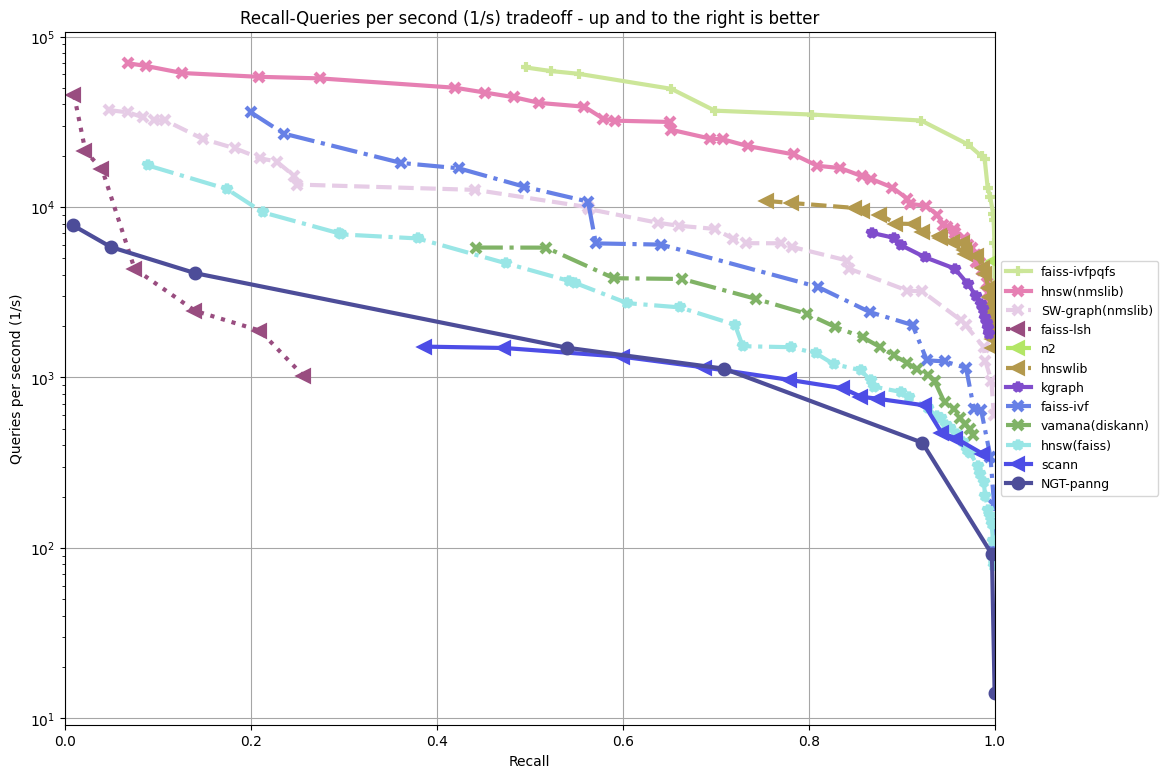 Recall-Queries per second (1/s) tradeoff - up and to the right is better
Queries per second (1/s)
10^5
10^4
10^3
10^2
10^1
0.0 0.2 0.4 0.6 0.8 1.0
Recall
faiss-ivfpqfs
hnsw(nmslib)
SW-graph(nmslib)
faiss-lsh
n2
hnswlib
kgraph
faiss-ivf
vamana(diskann)
hnsw(faiss)
scann
NGT-panng